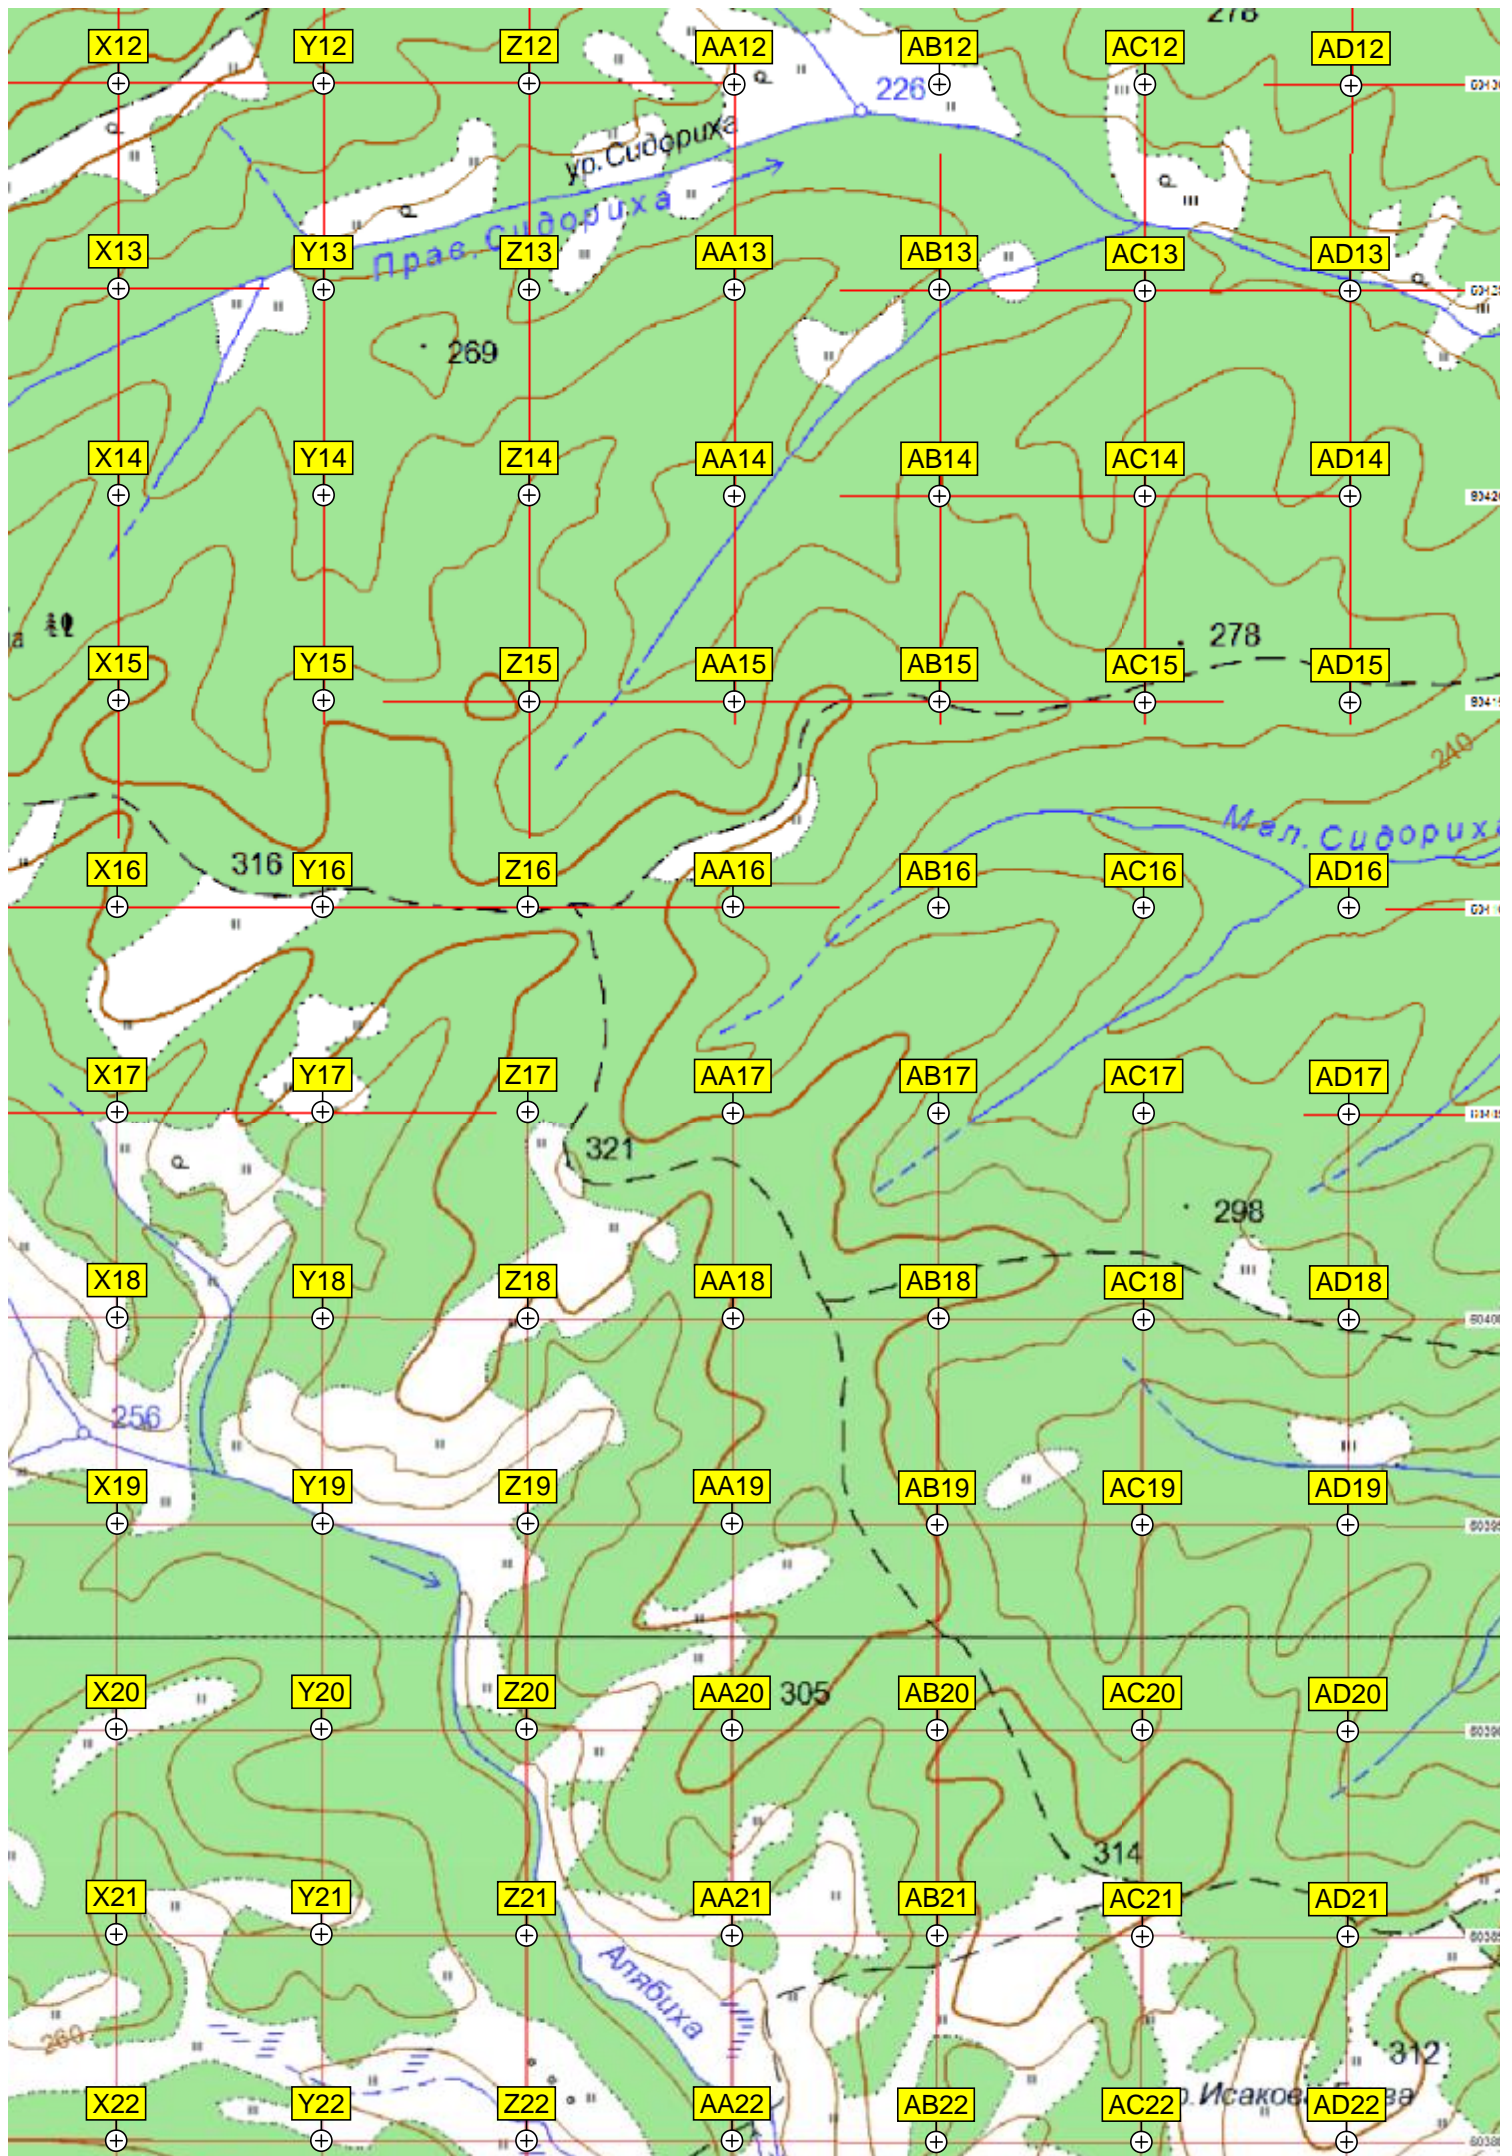 278
X12 Y12 Z12 AA12 AB12 AC12 AD12
226
ур. Сидориха
Прав. Сидориха
X13 Y13 Z13 AA13 AB13 AC13 AD13
269
X14 Y14 Z14 AA14 AB14 AC14 AD14
278
X15 Y15 Z15 AA15 AB15 AC15 AD15
240
Мал. Сидориха
316
X16 Y16 Z16 AA16 AB16 AC16 AD16
X17 Y17 Z17 AA17 AB17 AC17 AD17
321
298
X18 Y18 Z18 AA18 AB18 AC18 AD18
256
X19 Y19 Z19 AA19 AB19 AC19 AD19
X20 Y20 Z20 AA20 305 AB20 AC20 AD20
314
X21 Y21 Z21 AA21 AB21 AC21 AD21
Алябиха
260
312
X22 Y22 Z22 AA22 AB22 AC22 AD22